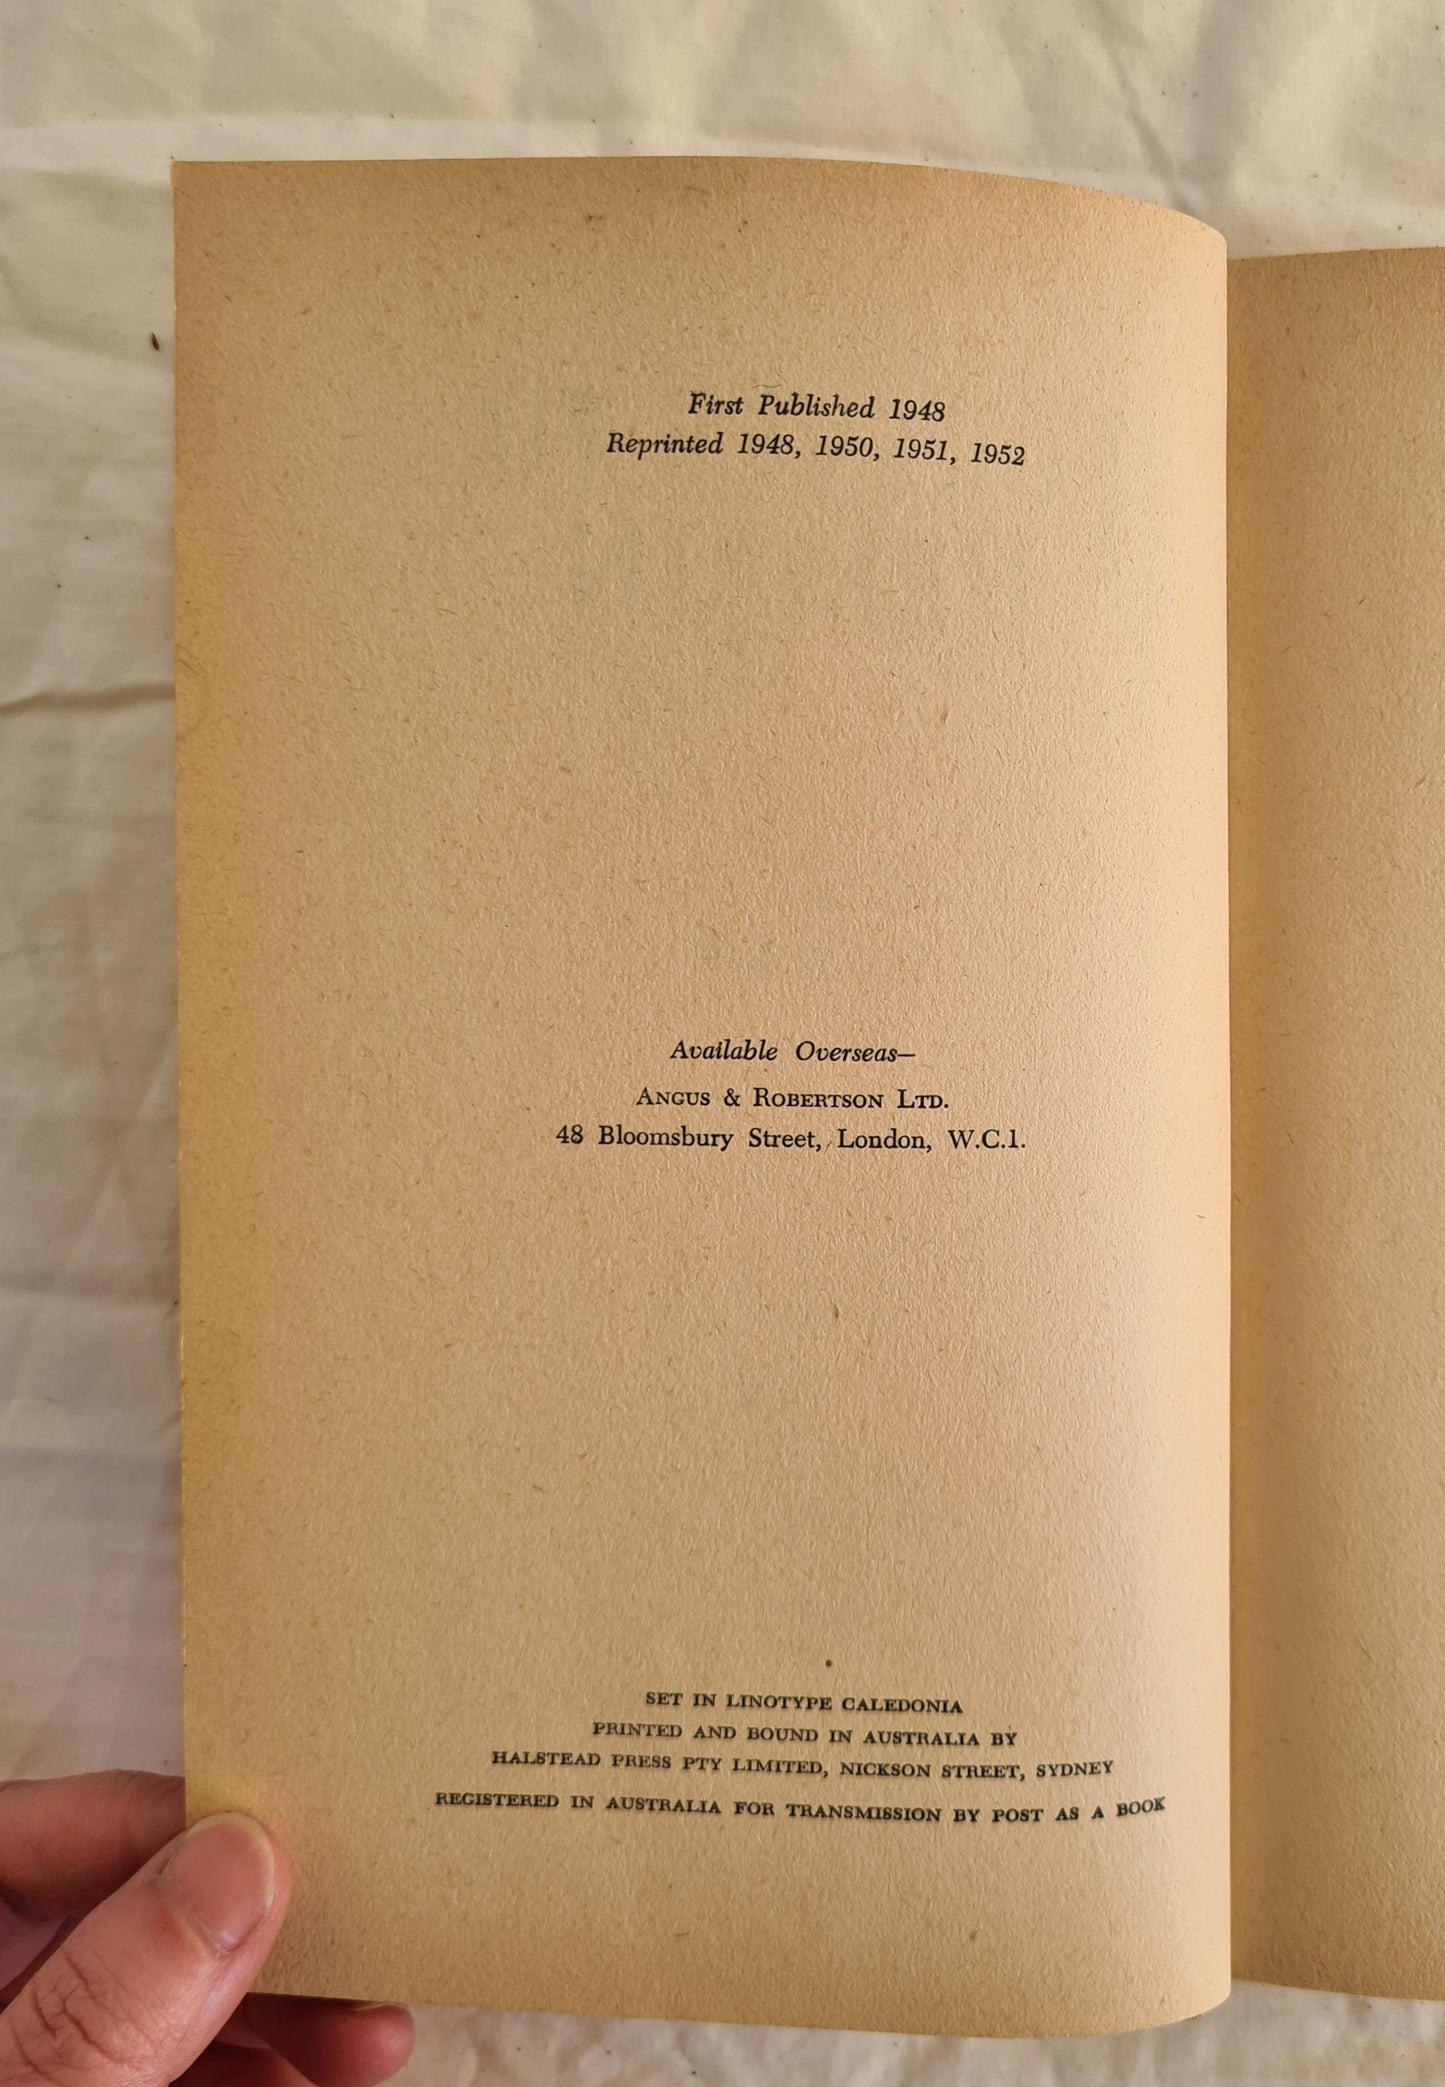 First Published 1948
Reprinted 1948, 1950, 1951, 1952
Available Overseas—
ANGUS & ROBERTSON LTD.
48 Bloomsbury Street, London, W.C.1.
SET IN LINOTYPE CALEDONIA
PRINTED AND BOUND IN AUSTRALIA BY
HALSTEAD PRESS PTY LIMITED, NICKSON STREET, SYDNEY
REGISTERED IN AUSTRALIA FOR TRANSMISSION BY POST AS A BOOK